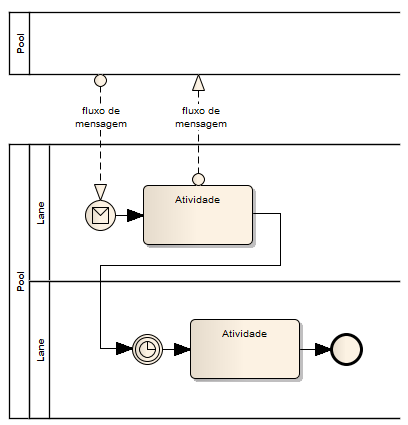 Pool
fluxo de
mensagem
fluxo de
mensagem
Pool
Lane
Atividade
Lane
Atividade